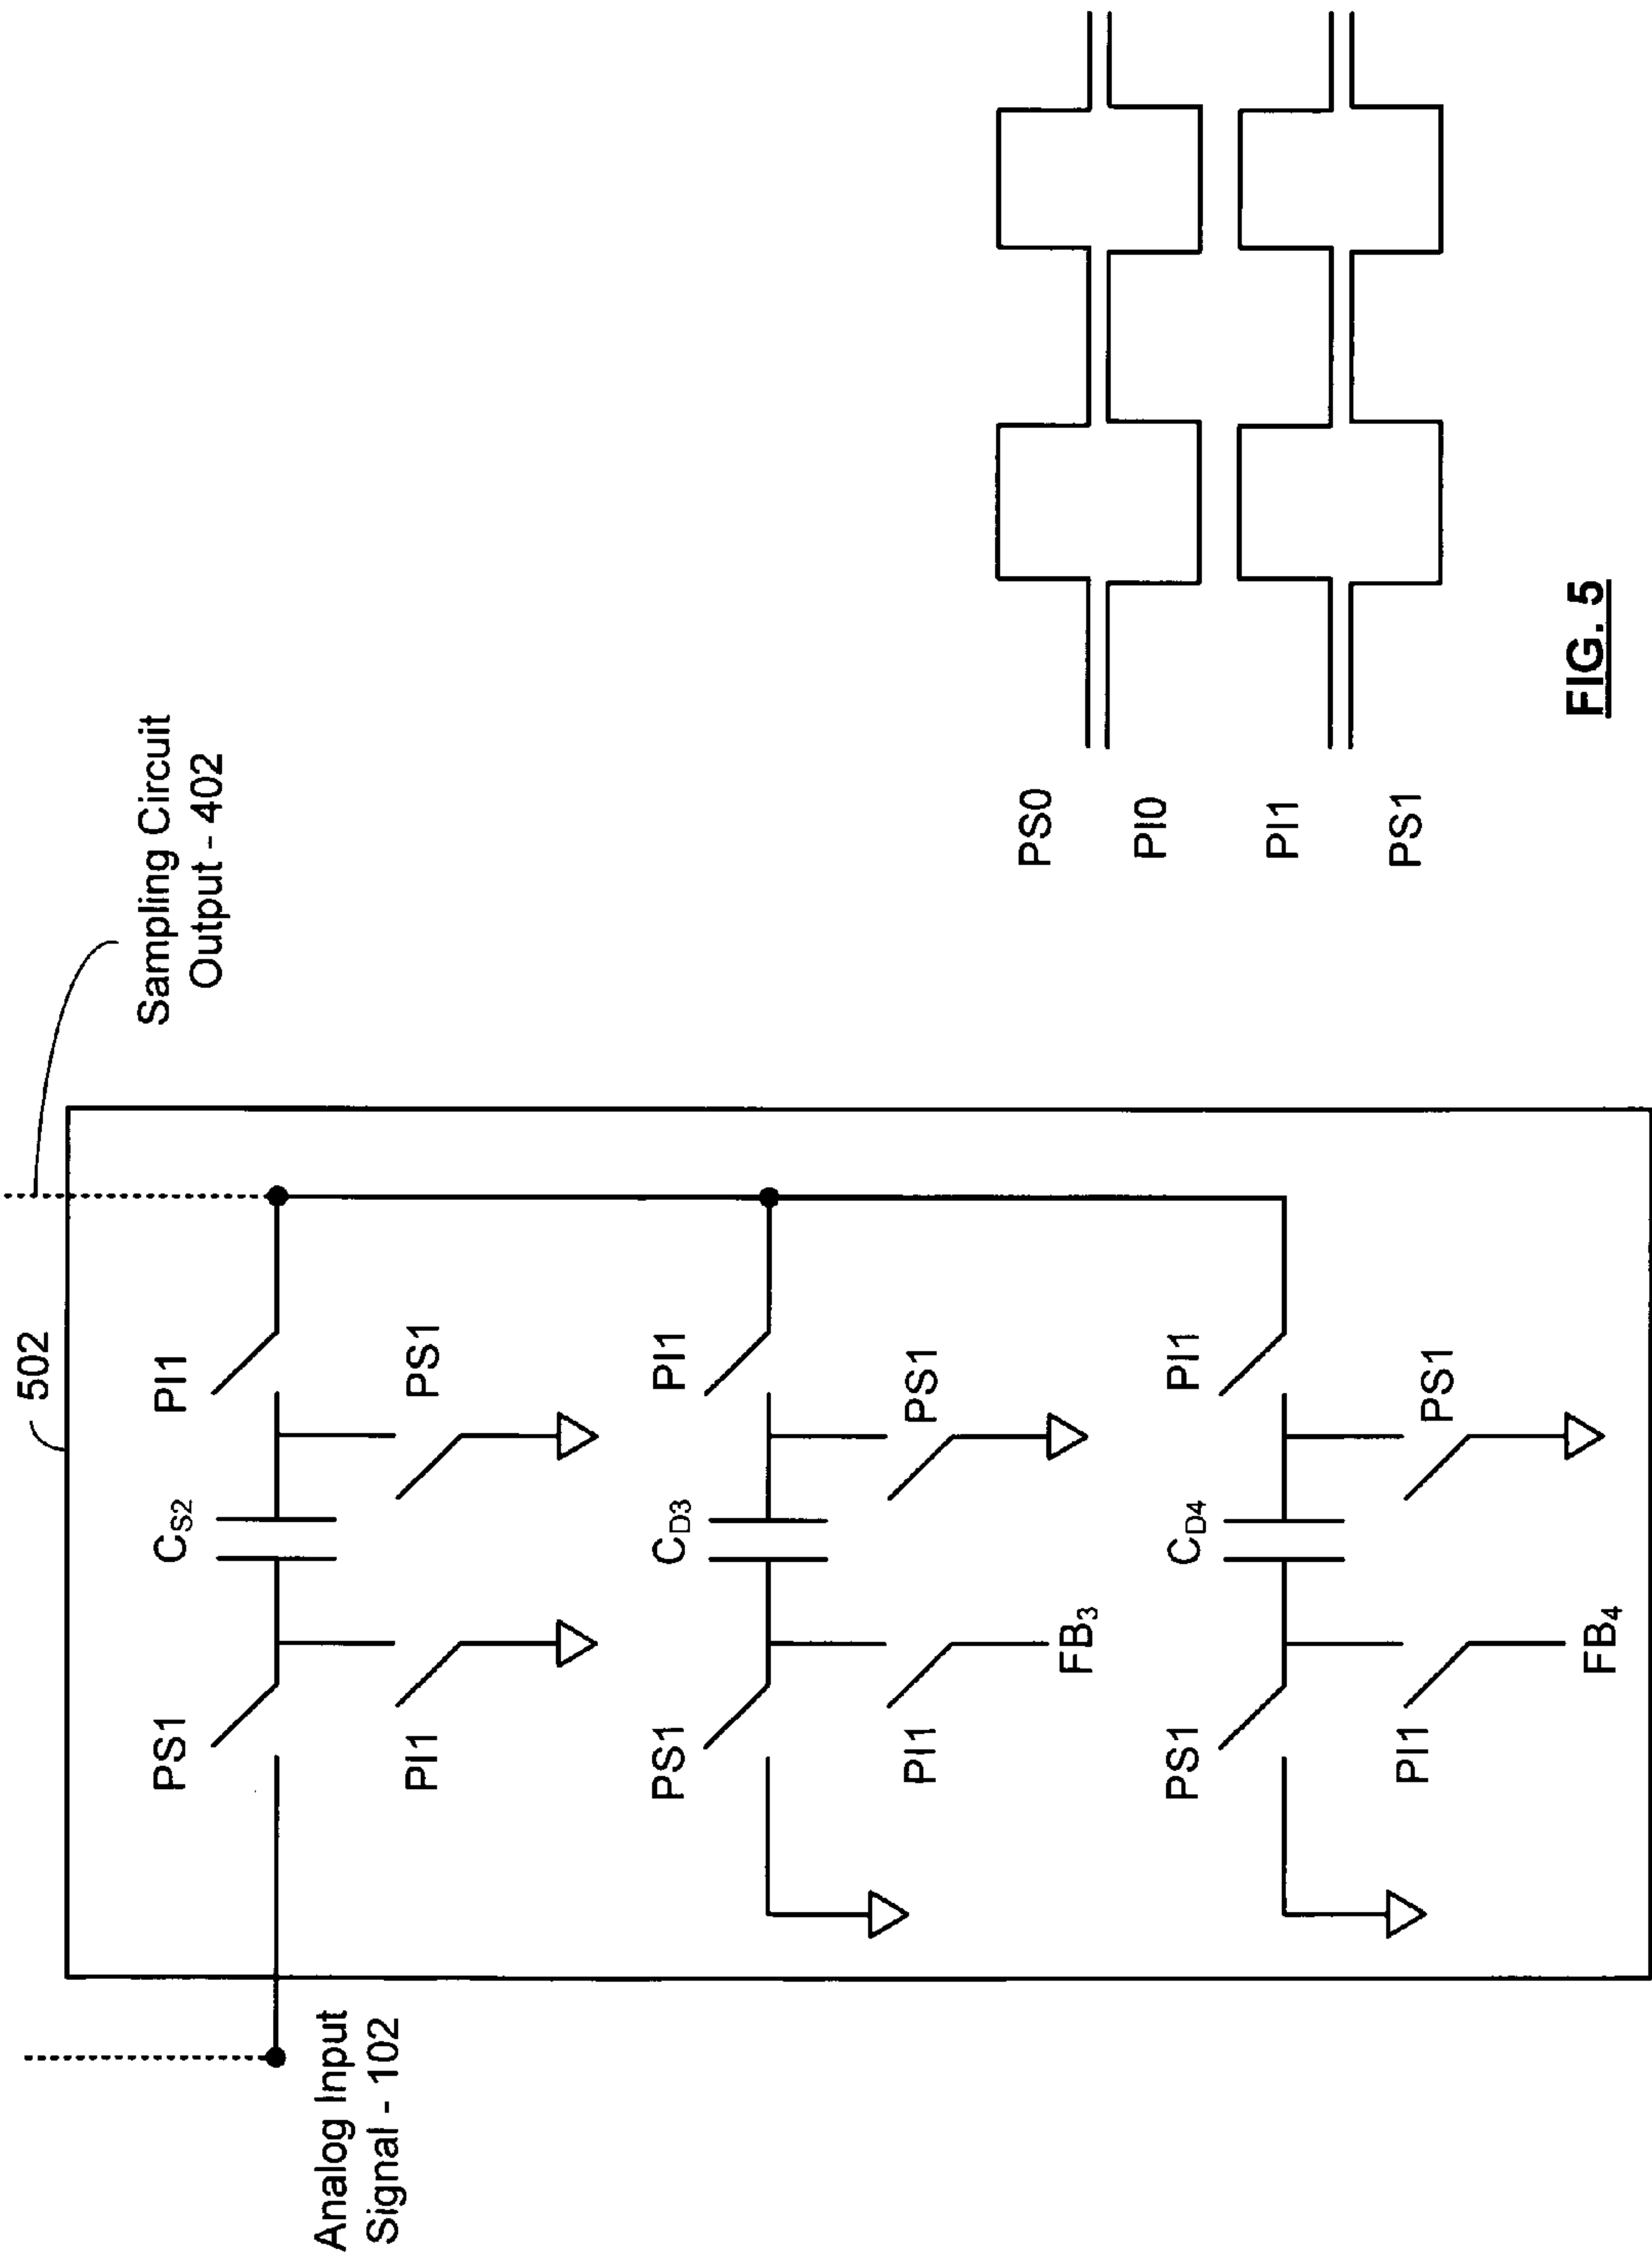 502
Sampling Circuit
Output - 402
Analog Input
Signal - 102
PS1
CS2
PI1
PI1
PS1
PS1
CD3
PI1
PI1
FB3
PS1
PS1
CD4
PI1
PI1
FB4
PS1
PS0
PI0
PI1
PS1
FIG. 5